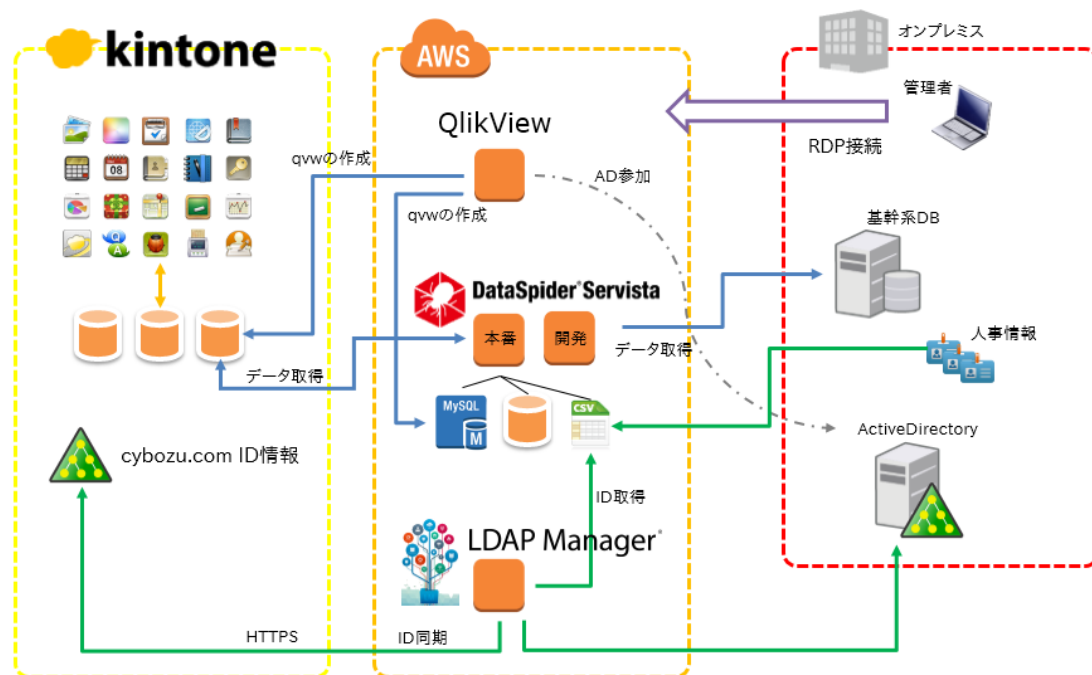 kintone
AWS
オンプレミス
管理者
RDP接続
QlikView
qvwの作成
AD参加
qvwの作成
08
Q
A
基幹系DB
DataSpider Servista
本番
開発
データ取得
データ取得
人事情報
MySQL
M
CSV
ActiveDirectory
cybozu.com ID情報
ID取得
LDAP Manager
HTTPS
ID同期